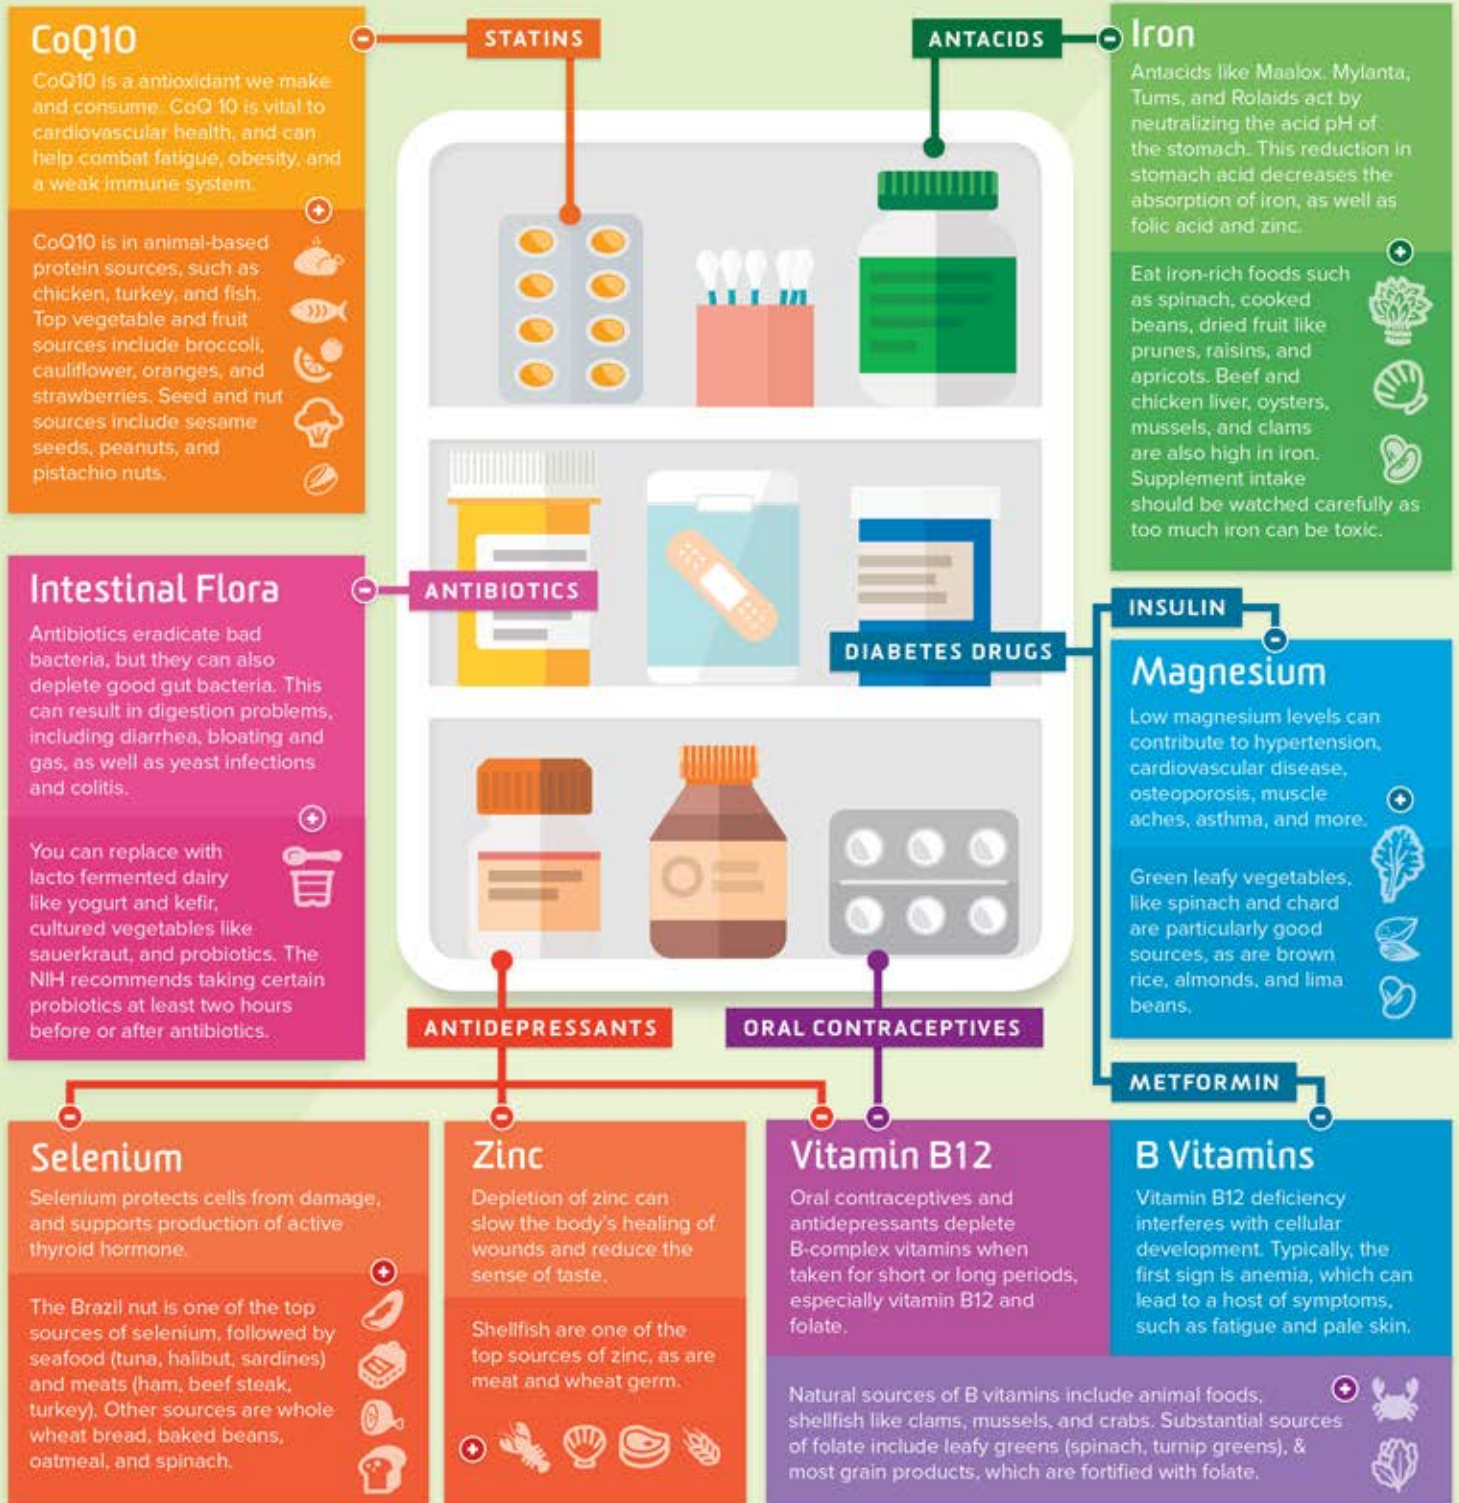 CoQ10
CoQ10 is a antioxidant we make
and consume. CoQ 10 is vital to
cardiovascular health, and can
help combat fatigue, obesity, and
a weak immune system.
CoQ10 is in animal-based
protein sources, such as
chicken, turkey, and fish.
Top vegetable and fruit
sources include broccoli,
cauliflower, oranges, and
strawberries. Seed and nut
sources include sesame
seeds, peanuts, and
pistachio nuts.
STATINS
ANTACIDS
Iron
Antacids like Maalox. Mylanta,
Tums, and Rolaids act by
neutralizing the acid pH of
the stomach. This reduction in
stomach acid decreases the
absorption of iron, as well as
folic acid and zinc.
Eat iron-rich foods such
as spinach, cooked
beans, dried fruit like
prunes, raisins, and
apricots. Beef and
chicken liver, oysters,
mussels, and clams
are also high in iron.
Supplement intake
should be watched carefully as
too much iron can be toxic.
Intestinal Flora
Antibiotics eradicate bad
bacteria, but they can also
deplete good gut bacteria. This
can result in digestion problems,
including diarrhea, bloating and
gas, as well as yeast infections
and colitis.
You can replace with
lacto fermented dairy
like yogurt and kefir,
cultured vegetables like
sauerkraut, and probiotics. The
NIH recommends taking certain
probiotics at least two hours
before or after antibiotics.
ANTIBIOTICS
DIABETES DRUGS
INSULIN
Magnesium
Low magnesium levels can
contribute to hypertension,
cardiovascular disease,
osteoporosis, muscle
aches, asthma, and more.
Green leafy vegetables,
like spinach and chard
are particularly good
sources, as are brown
rice, almonds, and lima
beans,
ANTIDEPRESSANTS
ORAL CONTRACEPTIVES
METFORMIN
Selenium
Selenium protects cells from damage,
and supports production of active
thyroid hormone.
The Brazil nut is one of the top
sources of selenium, followed by
seafood (tuna, halibut, sardines)
and meats (ham, beef steak,
turkey). Other sources are whole
wheat bread, baked beans,
oatmeal, and spinach.
Zinc
Depletion of zinc can
slow the body's healing of
wounds and reduce the
sense of taste.
Shellfish are one of the
top sources of zinc, as are
meat and wheat germ.
Vitamin B12
Oral contraceptives and
antidepressants deplete
B-complex vitamins when
taken for short or long periods,
especially vitamin B12 and
folate.
B Vitamins
Vitamin B12 deficiency
interferes with cellular
development. Typically, the
first sign is anemia, which can
lead to a host of symptoms,
such as fatigue and pale skin.
Natural sources of B vitamins include animal foods,
shellfish like clams, mussels, and crabs. Substantial sources
of folate include leafy greens (spinach, turnip greens), &
most grain products, which are fortified with folate.